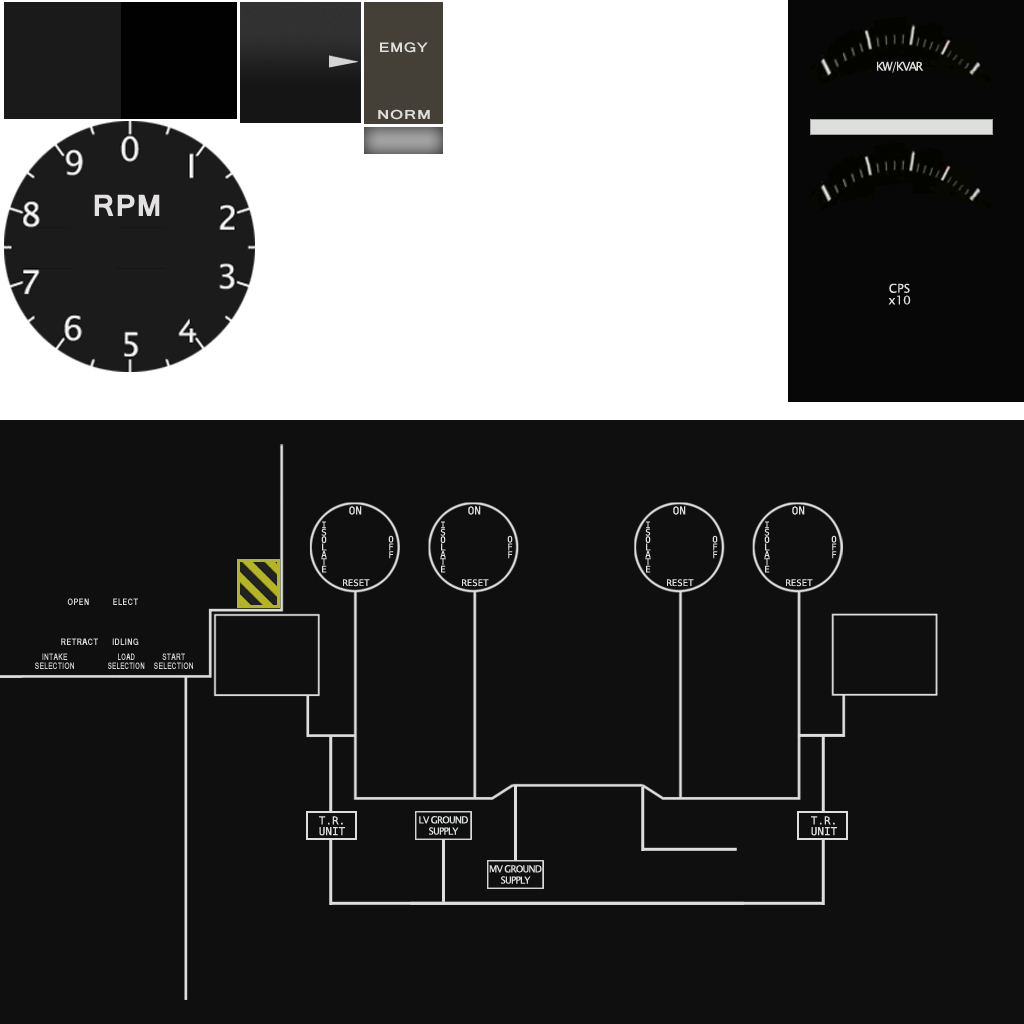 EMGY
NORM
KW/KVAR
0
1
2
3
4
5
6
7
8
9
RPM
CPS
x10
ON
ISOLATE
OFF
RESET
ON
ISOLATE
OFF
RESET
ON
ISOLATE
OFF
RESET
ON
ISOLATE
OFF
RESET
OPEN
ELECT
RETRACT
IDLING
INTAKE
SELECTION
LOAD
SELECTION
START
SELECTION
T.R.
UNIT
LV GROUND
SUPPLY
MV GROUND
SUPPLY
T.R.
UNIT